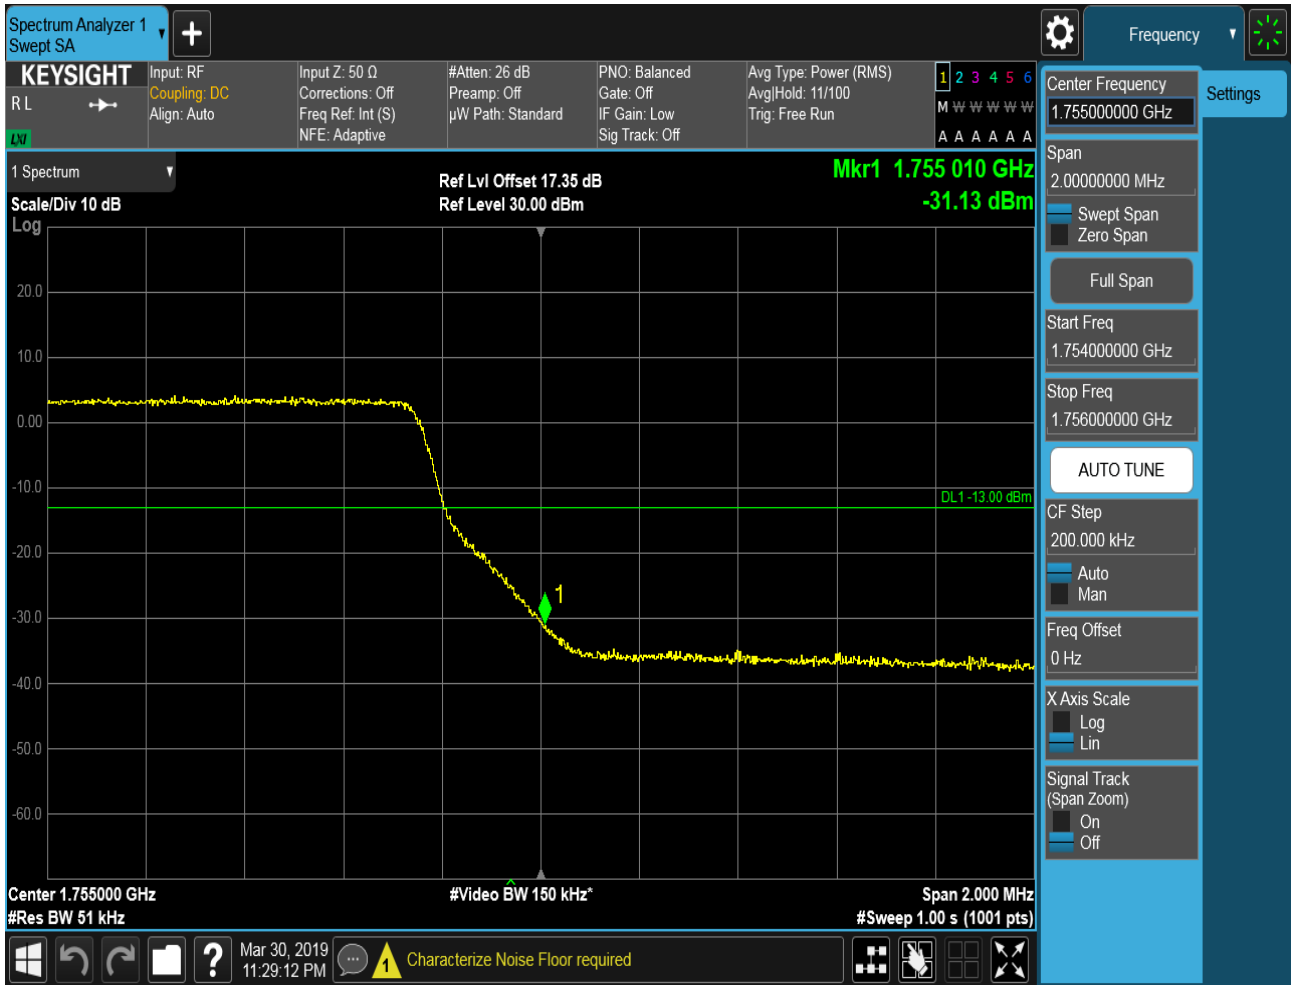 Spectrum Analyzer 1
Swept SA
Frequency
KEYSIGHT
R L
LXI
Input: RF
Coupling: DC
Align: Auto
Input Z: 50 Ω
Corrections: Off
Freq Ref: Int (S)
NFE: Adaptive
#Atten: 26 dB
Preamp: Off
µW Path: Standard
PNO: Balanced
Gate: Off
IF Gain: Low
Sig Track: Off
Avg Type: Power (RMS)
Avg|Hold: 11/100
Trig: Free Run
1 2 3 4 5 6
M W W W W W
A A A A A A
1 Spectrum
Scale/Div 10 dB
Log
Ref Lvl Offset 17.35 dB
Ref Level 30.00 dBm
Mkr1 1.755 010 GHz
-31.13 dBm
20.0
10.0
0.00
-10.0
-20.0
-30.0
-40.0
-50.0
-60.0
DL1 -13.00 dBm
1
Center 1.755000 GHz
#Res BW 51 kHz
#Video BW 150 kHz*
Span 2.000 MHz
#Sweep 1.00 s (1001 pts)
Center Frequency
1.755000000 GHz
Settings
Span
2.00000000 MHz
Swept Span
Zero Span
Full Span
Start Freq
1.754000000 GHz
Stop Freq
1.756000000 GHz
AUTO TUNE
CF Step
200.000 kHz
Auto
Man
Freq Offset
0 Hz
X Axis Scale
Log
Lin
Signal Track
(Span Zoom)
On
Off
?
Mar 30, 2019
11:29:12 PM
1
Characterize Noise Floor required